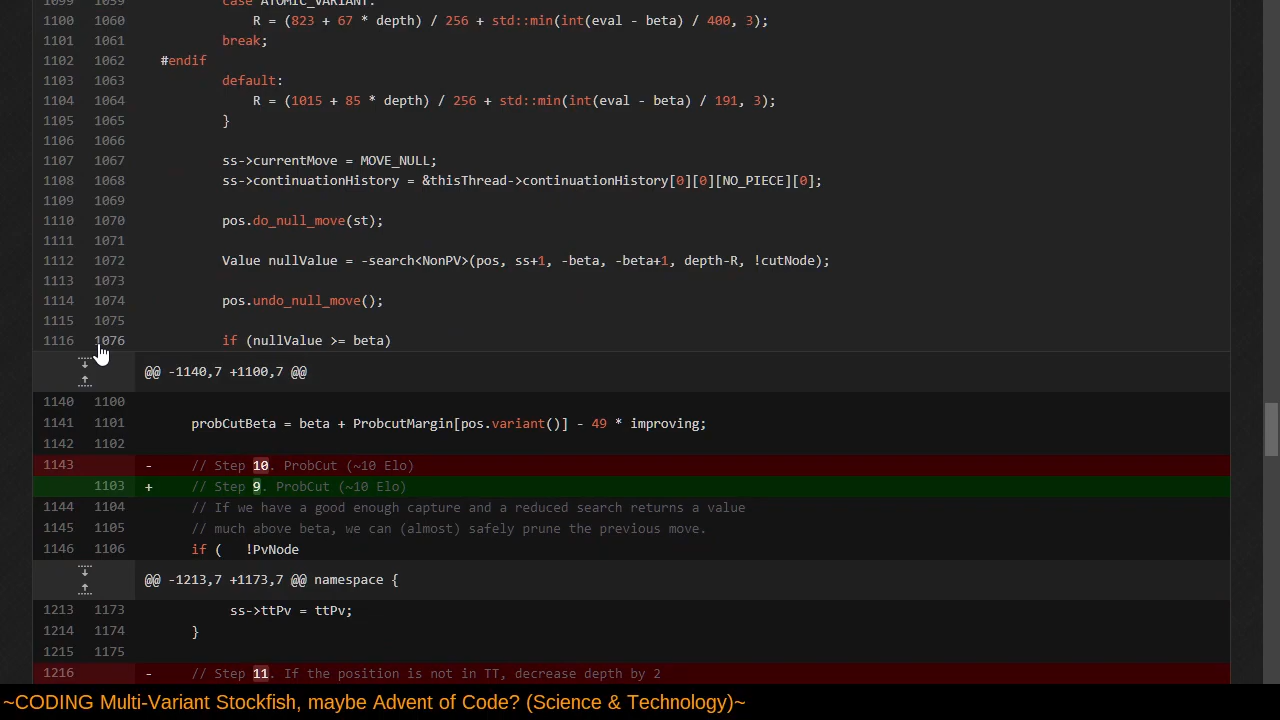 1099 1059 case ATOMIC_VARIANT:
1100 1060 R = (823 + 67 * depth) / 256 + std::min(int(eval - beta) / 400, 3);
1101 1061 break;
1102 1062 #endif
1103 1063 default:
1104 1064 R = (1015 + 85 * depth) / 256 + std::min(int(eval - beta) / 191, 3);
1105 1065 }
1106 1066
1107 1067 ss->currentMove = MOVE_NULL;
1108 1068 ss->continuationHistory = &thisThread->continuationHistory[0][0][NO_PIECE][0];
1109 1069
1110 1070 pos.do_null_move(st);
1111 1071
1112 1072 Value nullValue = -search<NonPV>(pos, ss+1, -beta, -beta+1, depth-R, !cutNode);
1113 1073
1114 1074 pos.undo_null_move();
1115 1075
1116 1076 if (nullValue >= beta)
@@ -1140,7 +1100,7 @@
1140 1100
1141 1101 probCutBeta = beta + ProbcutMargin[pos.variant()] - 49 * improving;
1142 1102
1143 - // Step 10. ProbCut (~10 Elo)
1103 + // Step 9. ProbCut (~10 Elo)
1144 1104 // If we have a good enough capture and a reduced search returns a value
1145 1105 // much above beta, we can (almost) safely prune the previous move.
1146 1106 if ( !PvNode
@@ -1213,7 +1173,7 @@ namespace {
1213 1173 ss->ttPv = ttPv;
1214 1174 }
1215 1175
1216 - // Step 11. If the position is not in TT, decrease depth by 2
~CODING Multi-Variant Stockfish, maybe Advent of Code? (Science & Technology)~